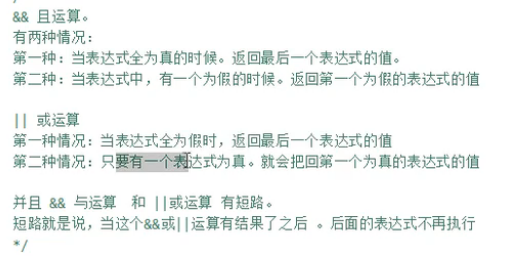 && 且运算。
有两种情况：
第一种：当表达式全为真的时候。返回最后一个表达式的值。
第二种：当表达式中，有一个为假的时候。返回第一个为假的表达式的值
|| 或运算
第一种情况：当表达式全为假时，返回最后一个表达式的值
第二种情况：只要有一个表达式为真。就会把回第一个为真的表达式的值
并且 && 与运算 和 ||或运算 有短路。
短路就是说，当这个&&或||运算有结果了之后 。后面的表达式不再执行
*/